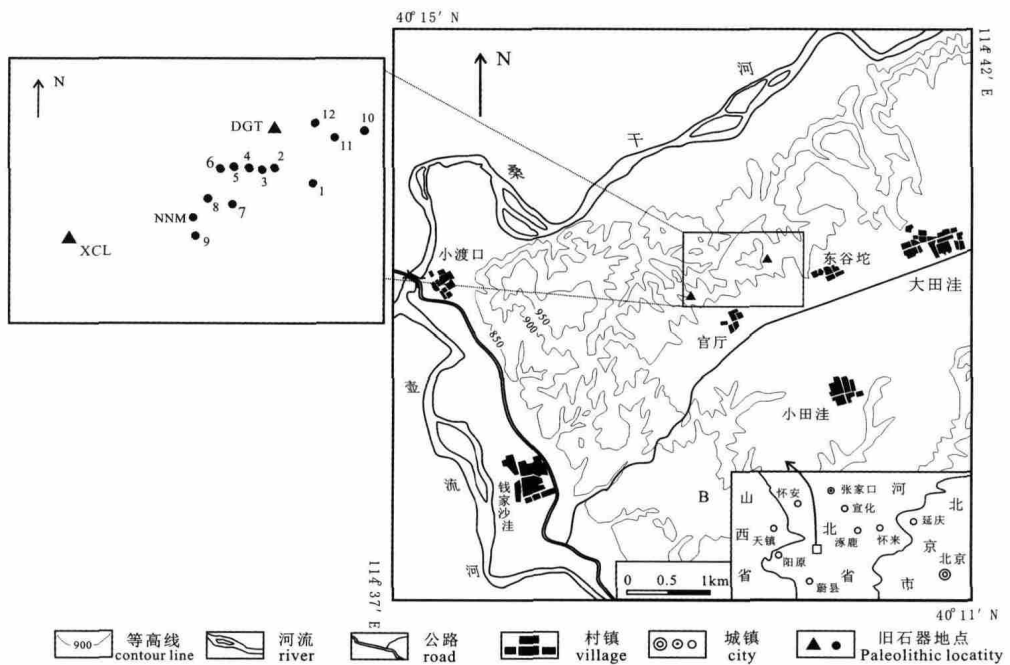 40°15′ N
114°42′ E
N
DGT
12
10
11
6
5
4
3
2
1
8
7
NNM
9
XCL
N
桑
干
河
小渡口
950
900
850
东谷坨
大田洼
官厅
小田洼
壶
流
河
钱家沙洼
B
山
西
省
怀安
张家口
河
北
省
宣化
北
京
市
延庆
天镇
涿鹿
怀来
阳原
北京
蔚县
0 0.5 1km
114°37′ E
40°11′ N
900
等高线
contour line
河流
river
公路
road
村镇
village
城镇
city
旧石器地点
Paleolithic locatity